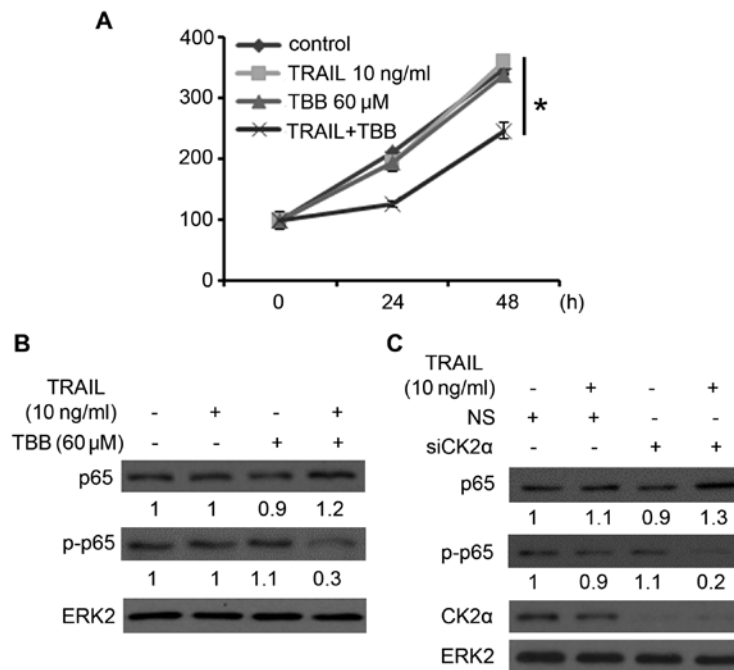 A
400
300
200
100
0
control
TRAIL 10 ng/ml
TBB 60 µM
TRAIL+TBB
*
0 24 48 (h)
B
TRAIL
(10 ng/ml) - + - +
TBB (60 µM) - - + +
p65
1 1 0.9 1.2
p-p65
1 1 1.1 0.3
ERK2
C
TRAIL
(10 ng/ml) - + - +
NS + + - -
siCK2α - - + +
p65
1 1.1 0.9 1.3
p-p65
1 0.9 1.1 0.2
CK2α
ERK2